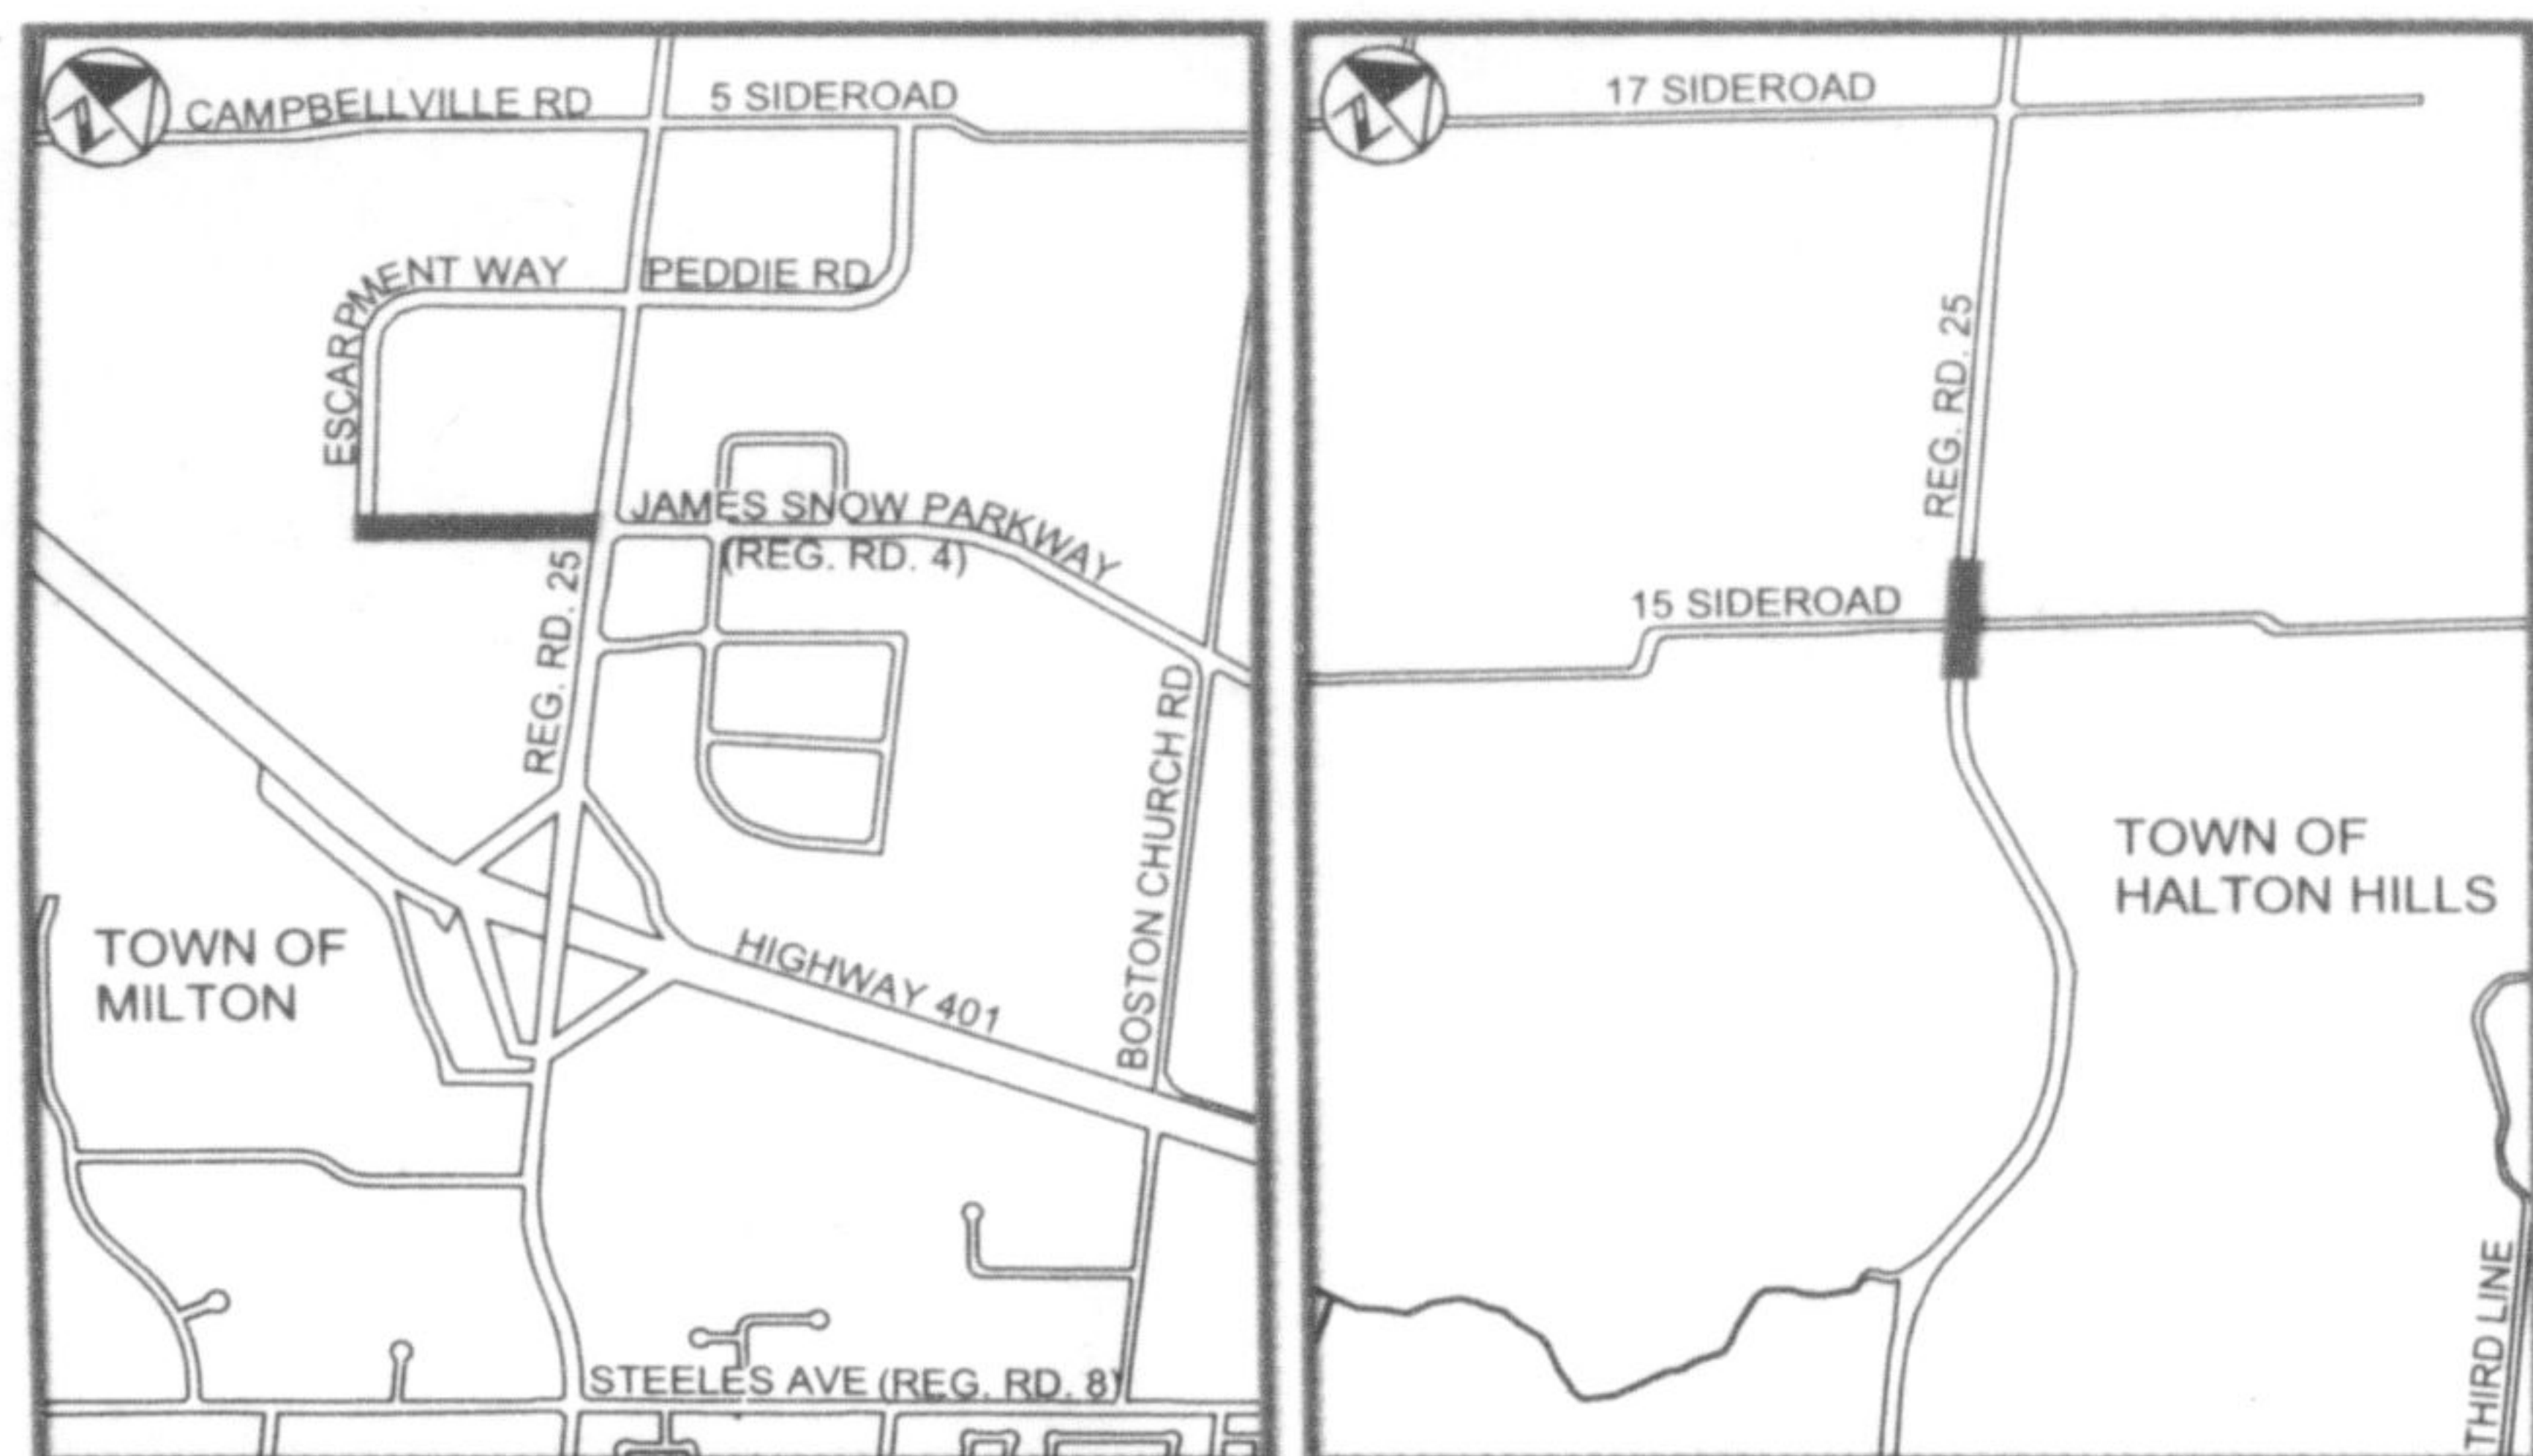 CAMPBELLVILLE RD
5 SIDEROAD
ESCARPMENT WAY
PEDDIE RD
JAMES SNOW PARKWAY
(REG. RD. 4)
REG. RD. 25
BOSTON CHURCH RD
TOWN OF
MILTON
HIGHWAY 401
STEELES AVE (REG. RD. 8)
17 SIDEROAD
REG. RD. 25
15 SIDEROAD
TOWN OF
HALTON HILLS
THIRD LINE